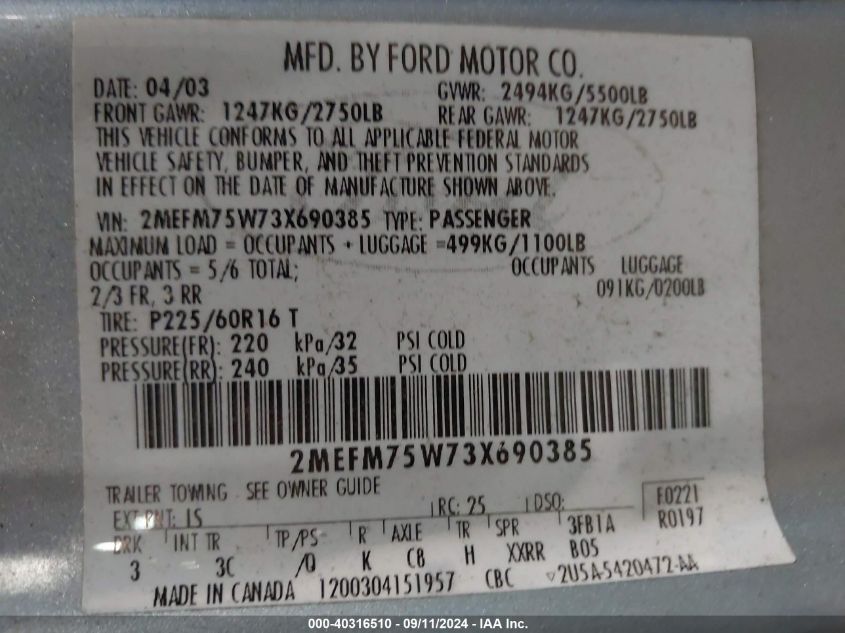 MFD. BY FORD MOTOR CO.
DATE: 04/03 GVWR: 2494KG/5500LB
FRONT GAWR: 1247KG/2750LB REAR GAWR: 1247KG/2750LB
THIS VEHICLE CONFORMS TO ALL APPLICABLE FEDERAL MOTOR
VEHICLE SAFETY, BUMPER, AND THEFT PREVENTION STANDARDS
IN EFFECT ON THE DATE OF MANUFACTURE SHOWN ABOVE.
VIN: 2MEFM75W73X690385 TYPE: PASSENGER
MAXIMUM LOAD = OCCUPANTS + LUGGAGE =499KG/1100LB
OCCUPANTS = 5/6 TOTAL; OCCUPANTS LUGGAGE
2/3 FR, 3 RR 091KG/0200LB
TIRE: P225/60R16 T
PRESSURE(FR): 220 kPa/32 PSI COLD
PRESSURE(RR): 240 kPa/35 PSI COLD
2MEFM75W73X690385
TRAILER TOWING - SEE OWNER GUIDE
EXT PNT: IS RC: 25 DSO: F0221
BRK INT TR TP/PS R AXLE TR SPR 3FB1A R0197
3 3C /Q K C8 H XXRR B05
MADE IN CANADA 1200304151957 CBC 2U5A-5420472-AA
000-40316510 - 09/11/2024 - IAA Inc.